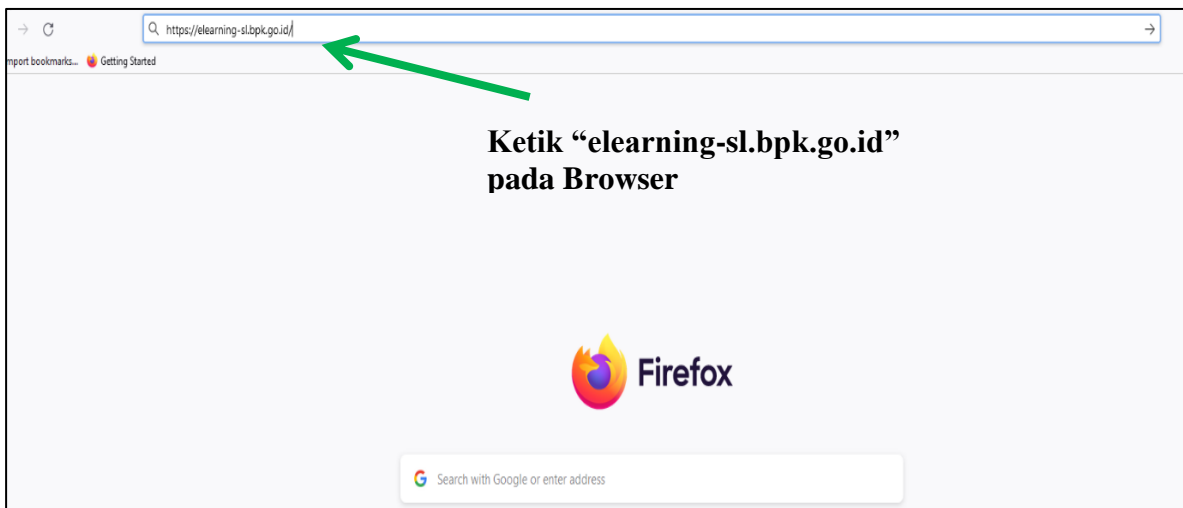 https://elearning-sl.bpk.go.id/
mport bookmarks... Getting Started
Ketik “elearning-sl.bpk.go.id”
pada Browser
Firefox
Search with Google or enter address